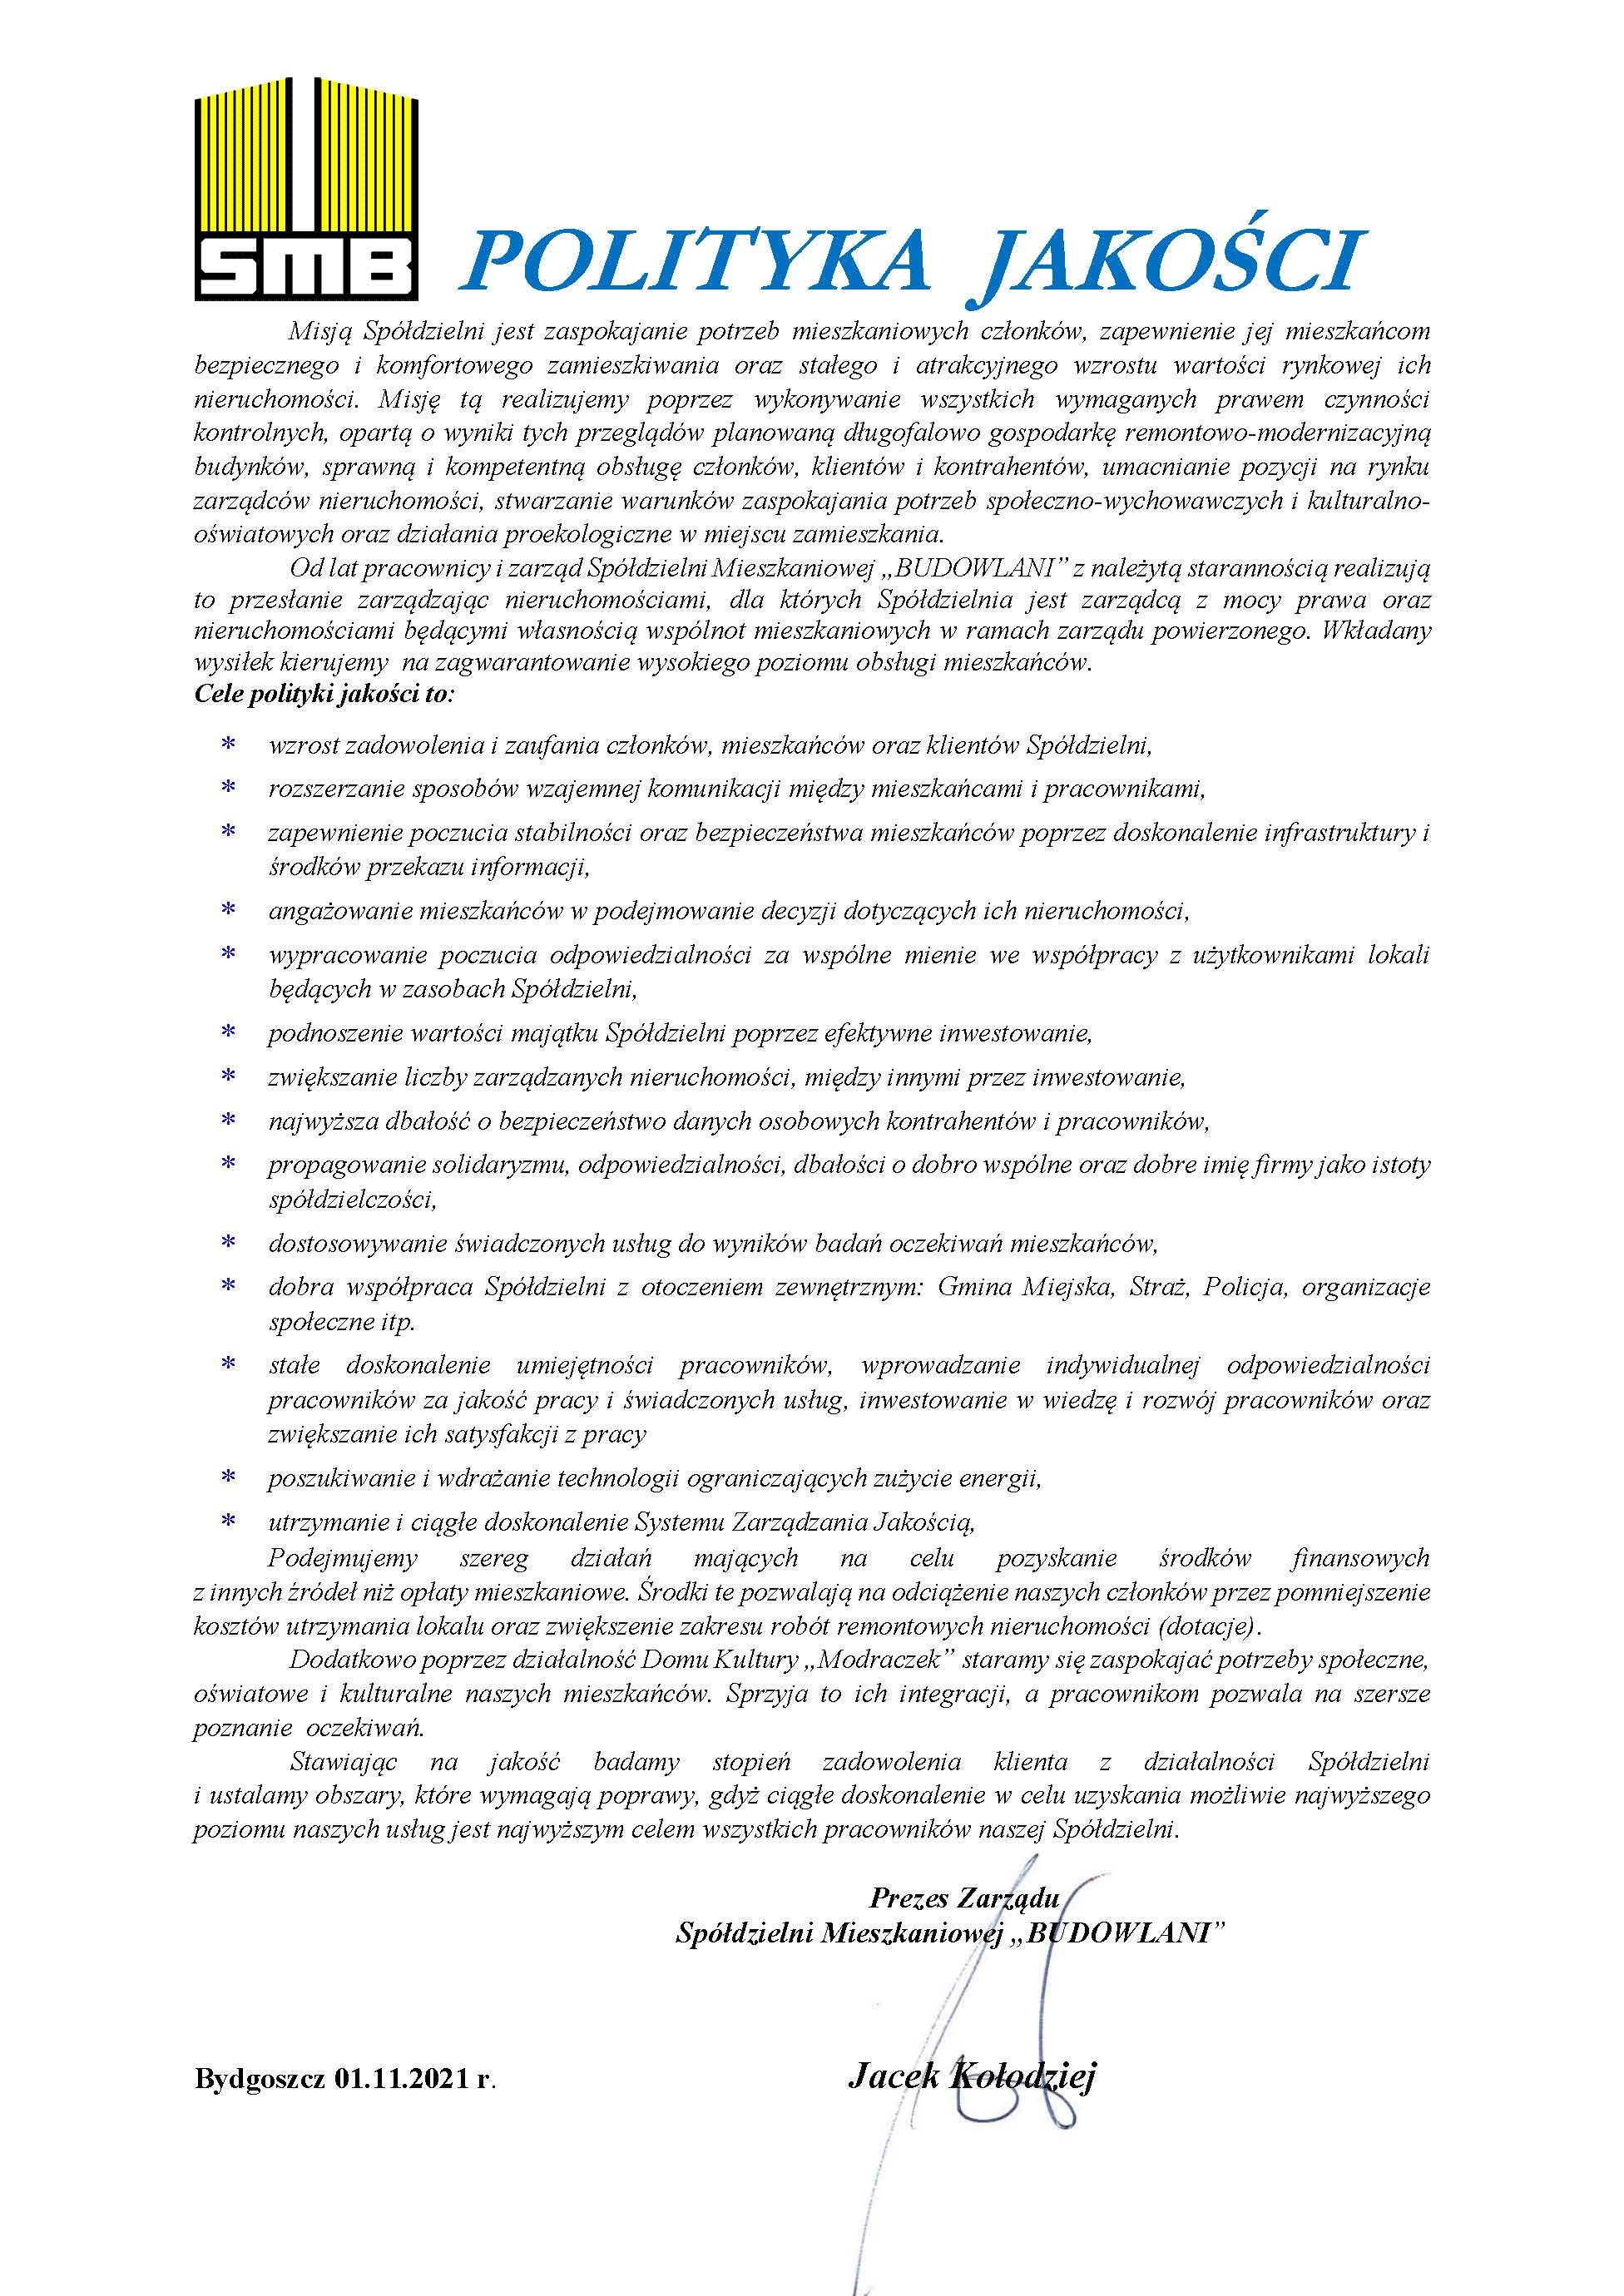 SMB
POLITYKA JAKOŚCI
Misją Spółdzielni jest zaspokajanie potrzeb mieszkaniowych członków, zapewnienie jej mieszkańcom
bezpiecznego i komfortowego zamieszkiwania oraz stałego i atrakcyjnego wzrostu wartości rynkowej ich
nieruchomości. Misję tą realizujemy poprzez wykonywanie wszystkich wymaganych prawem czynności
kontrolnych, opartą o wyniki tych przeglądów planowaną długofalowo gospodarkę remontowo-modernizacyjną
budynków, sprawną i kompetentną obsługę członków, klientów i kontrahentów, umacnianie pozycji na rynku
zarządców nieruchomości, stwarzanie warunków zaspokajania potrzeb społeczno-wychowawczych i kulturalno-
oświatowych oraz działania proekologiczne w miejscu zamieszkania.
Od lat pracownicy i zarząd Spółdzielni Mieszkaniowej „BUDOWLANI” z należytą starannością realizują
to przesłanie zarządzając nieruchomościami, dla których Spółdzielnia jest zarządcą z mocy prawa oraz
nieruchomościami będącymi własnością wspólnot mieszkaniowych w ramach zarządu powierzonego. Wkładany
wysiłek kierujemy na zagwarantowanie wysokiego poziomu obsługi mieszkańców.
Cele polityki jakości to:
* wzrost zadowolenia i zaufania członków, mieszkańców oraz klientów Spółdzielni,
* rozszerzanie sposobów wzajemnej komunikacji między mieszkańcami i pracownikami,
* zapewnienie poczucia stabilności oraz bezpieczeństwa mieszkańców poprzez doskonalenie infrastruktury i
środków przekazu informacji,
* angażowanie mieszkańców w podejmowanie decyzji dotyczących ich nieruchomości,
* wypracowanie poczucia odpowiedzialności za wspólne mienie we współpracy z użytkownikami lokali
będących w zasobach Spółdzielni,
* podnoszenie wartości majątku Spółdzielni poprzez efektywne inwestowanie,
* zwiększanie liczby zarządzanych nieruchomości, między innymi przez inwestowanie,
* najwyższa dbałość o bezpieczeństwo danych osobowych kontrahentów i pracowników,
* propagowanie solidaryzmu, odpowiedzialności, dbałości o dobro wspólne oraz dobre imię firmy jako istoty
spółdzielczości,
* dostosowywanie świadczonych usług do wyników badań oczekiwań mieszkańców,
* dobra współpraca Spółdzielni z otoczeniem zewnętrznym: Gmina Miejska, Straż, Policja, organizacje
społeczne itp.
* stałe doskonalenie umiejętności pracowników, wprowadzanie indywidualnej odpowiedzialności
pracowników za jakość pracy i świadczonych usług, inwestowanie w wiedzę i rozwój pracowników oraz
zwiększanie ich satysfakcji z pracy
* poszukiwanie i wdrażanie technologii ograniczających zużycie energii,
* utrzymanie i ciągłe doskonalenie Systemu Zarządzania Jakością,
Podejmujemy szereg działań mających na celu pozyskanie środków finansowych
z innych źródeł niż opłaty mieszkaniowe. Środki te pozwalają na odciążenie naszych członków przez pomniejszenie
kosztów utrzymania lokalu oraz zwiększenie zakresu robót remontowych nieruchomości (dotacje).
Dodatkowo poprzez działalność Domu Kultury „Modraczek” staramy się zaspokajać potrzeby społeczne,
oświatowe i kulturalne naszych mieszkańców. Sprzyja to ich integracji, a pracownikom pozwala na szersze
poznanie oczekiwań.
Stawiając na jakość badamy stopień zadowolenia klienta z działalności Spółdzielni
i ustalamy obszary, które wymagają poprawy, gdyż ciągłe doskonalenie w celu uzyskania możliwie najwyższego
poziomu naszych usług jest najwyższym celem wszystkich pracowników naszej Spółdzielni.
Prezes Zarządu
Spółdzielni Mieszkaniowej „BUDOWLANI”
Bydgoszcz 01.11.2021 r. Jacek Kołodziej